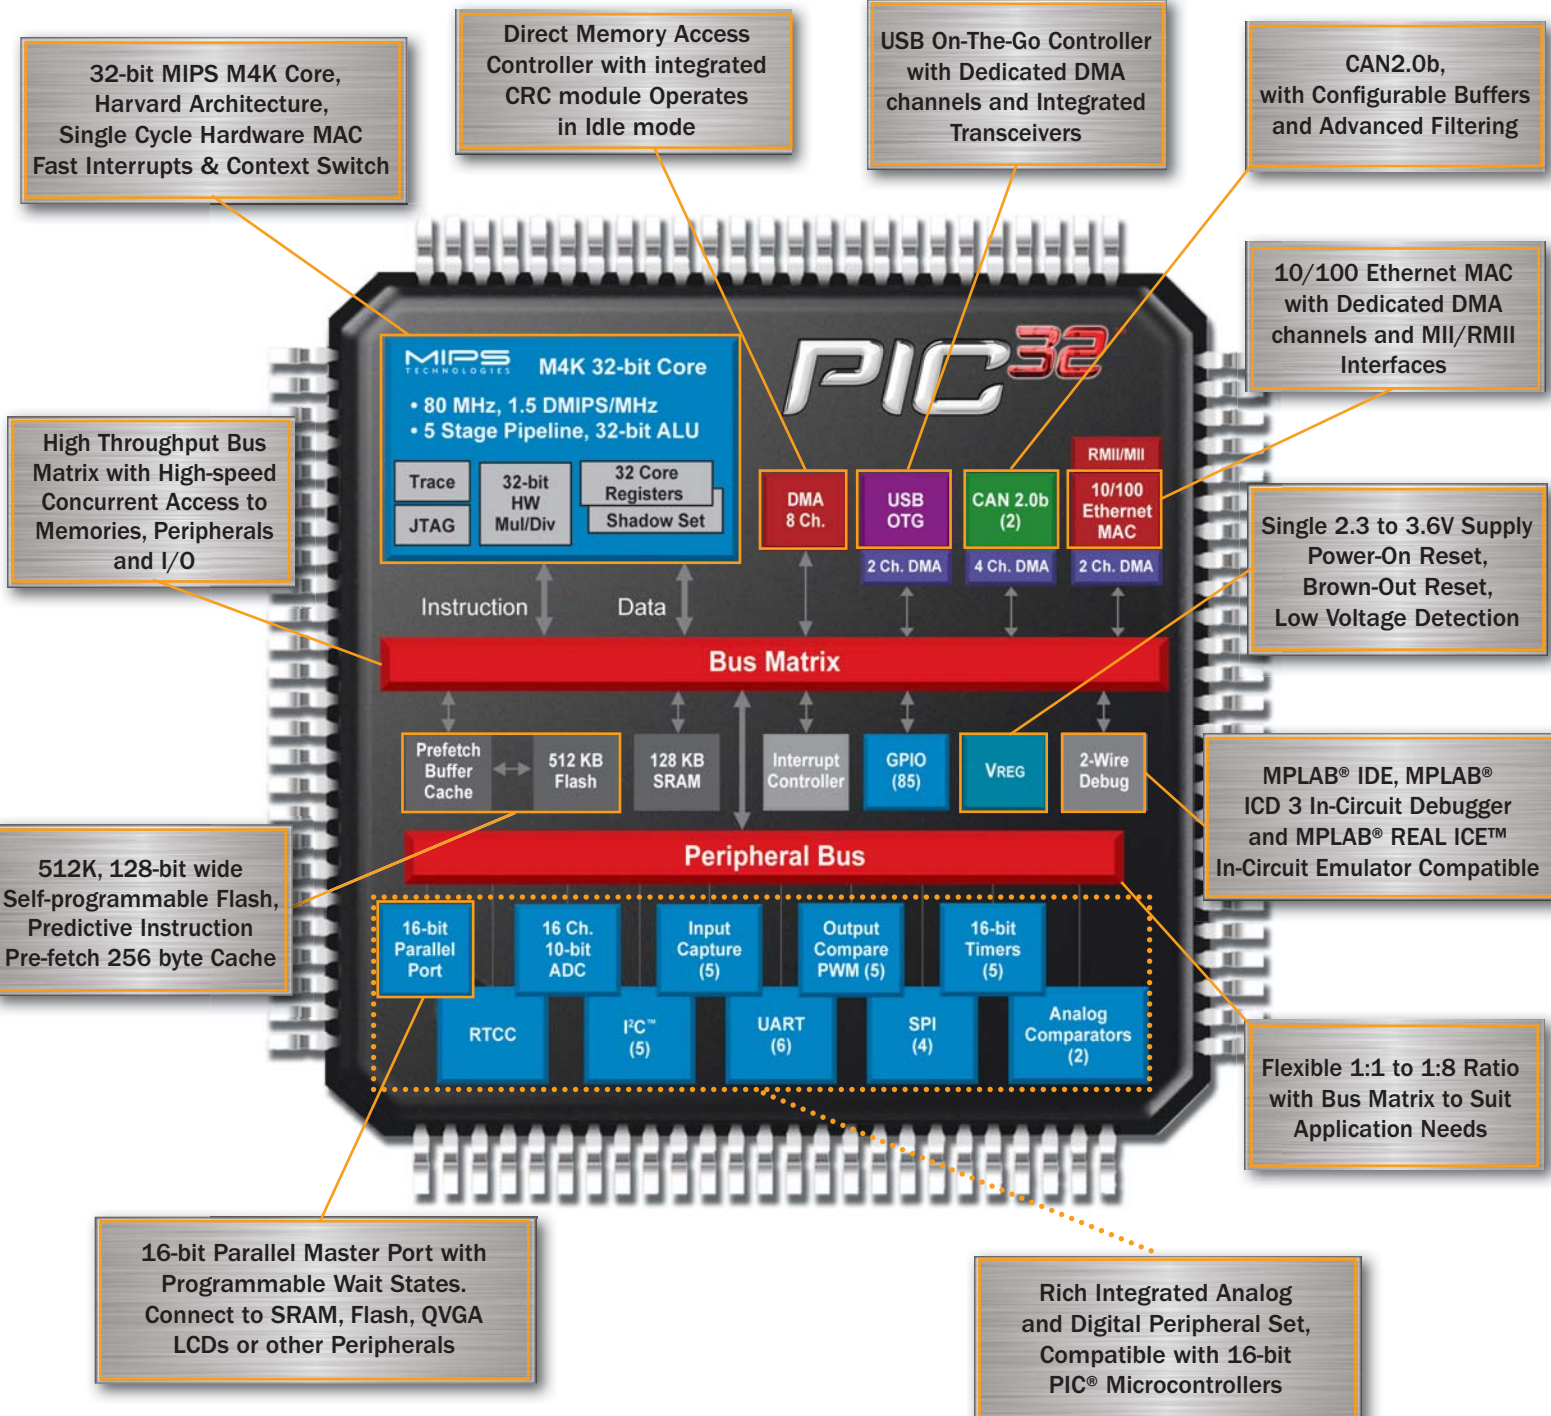 32-bit MIPS M4K Core,
Harvard Architecture,
Single Cycle Hardware MAC
Fast Interrupts & Context Switch
Direct Memory Access
Controller with integrated
CRC module Operates
in Idle mode
USB On-The-Go Controller
with Dedicated DMA
channels and Integrated
Transceivers
CAN2.0b,
with Configurable Buffers
and Advanced Filtering
10/100 Ethernet MAC
with Dedicated DMA
channels and MII/RMII
Interfaces
High Throughput Bus
Matrix with High-speed
Concurrent Access to
Memories, Peripherals
and I/O
MIPS
TECHNOLOGIES
M4K 32-bit Core
• 80 MHz, 1.5 DMIPS/MHz
• 5 Stage Pipeline, 32-bit ALU
Trace
JTAG
32-bit
HW
Mul/Div
32 Core
Registers
Shadow Set
PIC32
DMA
8 Ch.
USB
OTG
2 Ch. DMA
CAN 2.0b
(2)
4 Ch. DMA
RMII/MII
10/100
Ethernet
MAC
2 Ch. DMA
Single 2.3 to 3.6V Supply
Power-On Reset,
Brown-Out Reset,
Low Voltage Detection
Instruction
Data
Bus Matrix
Prefetch
Buffer
Cache
512 KB
Flash
128 KB
SRAM
Interrupt
Controller
GPIO
(85)
VREG
2-Wire
Debug
MPLAB® IDE, MPLAB®
ICD 3 In-Circuit Debugger
and MPLAB® REAL ICE™
In-Circuit Emulator Compatible
Peripheral Bus
512K, 128-bit wide
Self-programmable Flash,
Predictive Instruction
Pre-fetch 256 byte Cache
16-bit
Parallel
Port
16 Ch.
10-bit
ADC
Input
Capture
(5)
Output
Compare
PWM (5)
16-bit
Timers
(5)
RTCC
I²C™
(5)
UART
(6)
SPI
(4)
Analog
Comparators
(2)
Flexible 1:1 to 1:8 Ratio
with Bus Matrix to Suit
Application Needs
16-bit Parallel Master Port with
Programmable Wait States.
Connect to SRAM, Flash, QVGA
LCDs or other Peripherals
Rich Integrated Analog
and Digital Peripheral Set,
Compatible with 16-bit
PIC® Microcontrollers